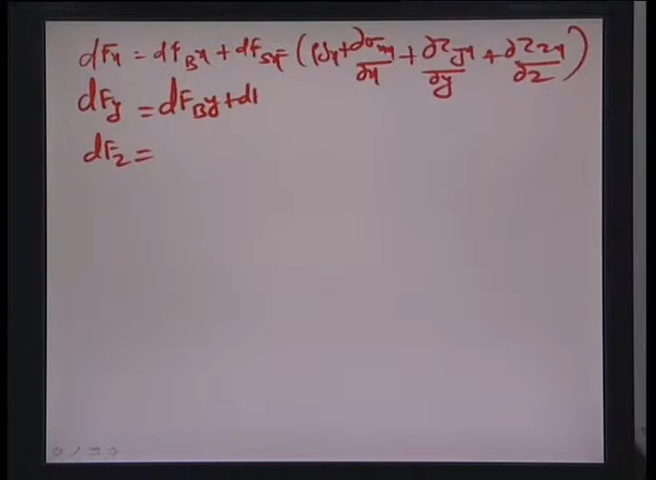 dFx = dFBx + dFSx = (ρgx + ∂σxx/∂x + ∂τyx/∂y + ∂τzx/∂z)
dFy = dFBy + d
dFz =